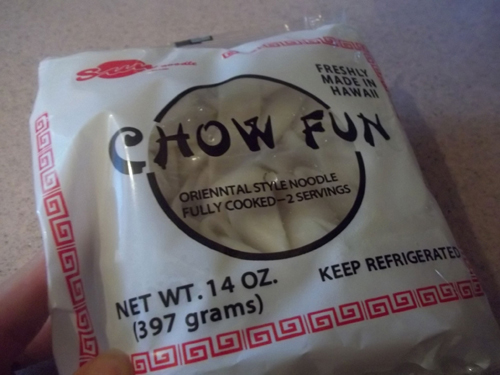 FRESHLY
MADE IN
HAWAII
CHOW FUN
ORIENNTAL STYLE NOODLE
FULLY COOKED-2 SERVINGS
NET WT. 14 OZ.
(397 grams)
KEEP REFRIGERATED